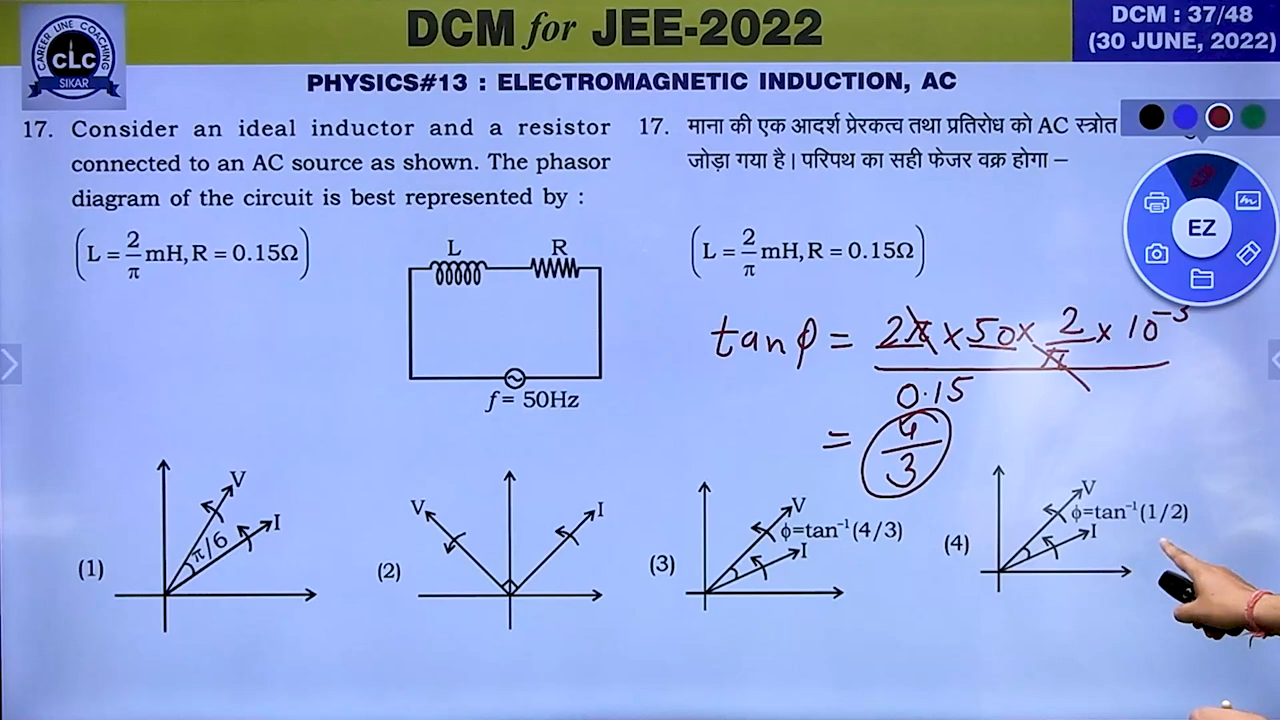 DCM for JEE-2022
DCM : 37/48
(30 JUNE, 2022)
CAREER LINE COACHING
CLC
SIKAR
PHYSICS#13 : ELECTROMAGNETIC INDUCTION, AC
17. Consider an ideal inductor and a resistor
connected to an AC source as shown. The phasor
diagram of the circuit is best represented by :
(L = 2/π mH, R = 0.15Ω)
L R
f = 50Hz
17. माना की एक आदर्श प्रेरकत्व तथा प्रतिरोध को AC स्त्रोत
जोड़ा गया है। परिपथ का सही फेजर वक्र होगा –
(L = 2/π mH, R = 0.15Ω)
EZ
tan φ = 2π × 50 × 2/π × 10⁻³
0.15
= 4/3
(1) V I π/6
(2) V I
(3) V I ϕ=tan⁻¹(4/3)
(4) V I ϕ=tan⁻¹(1/2)